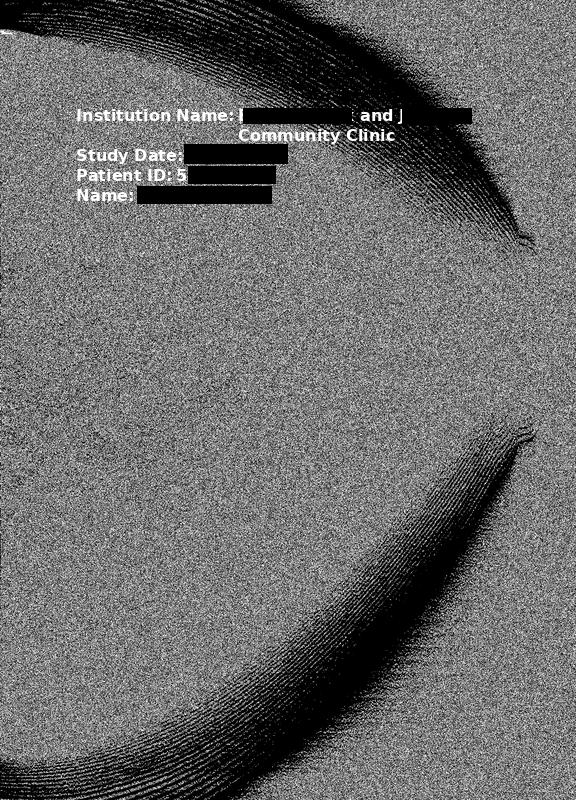 Institution Name: and
Community Clinic
Study Date:
Patient ID: 5
Name: